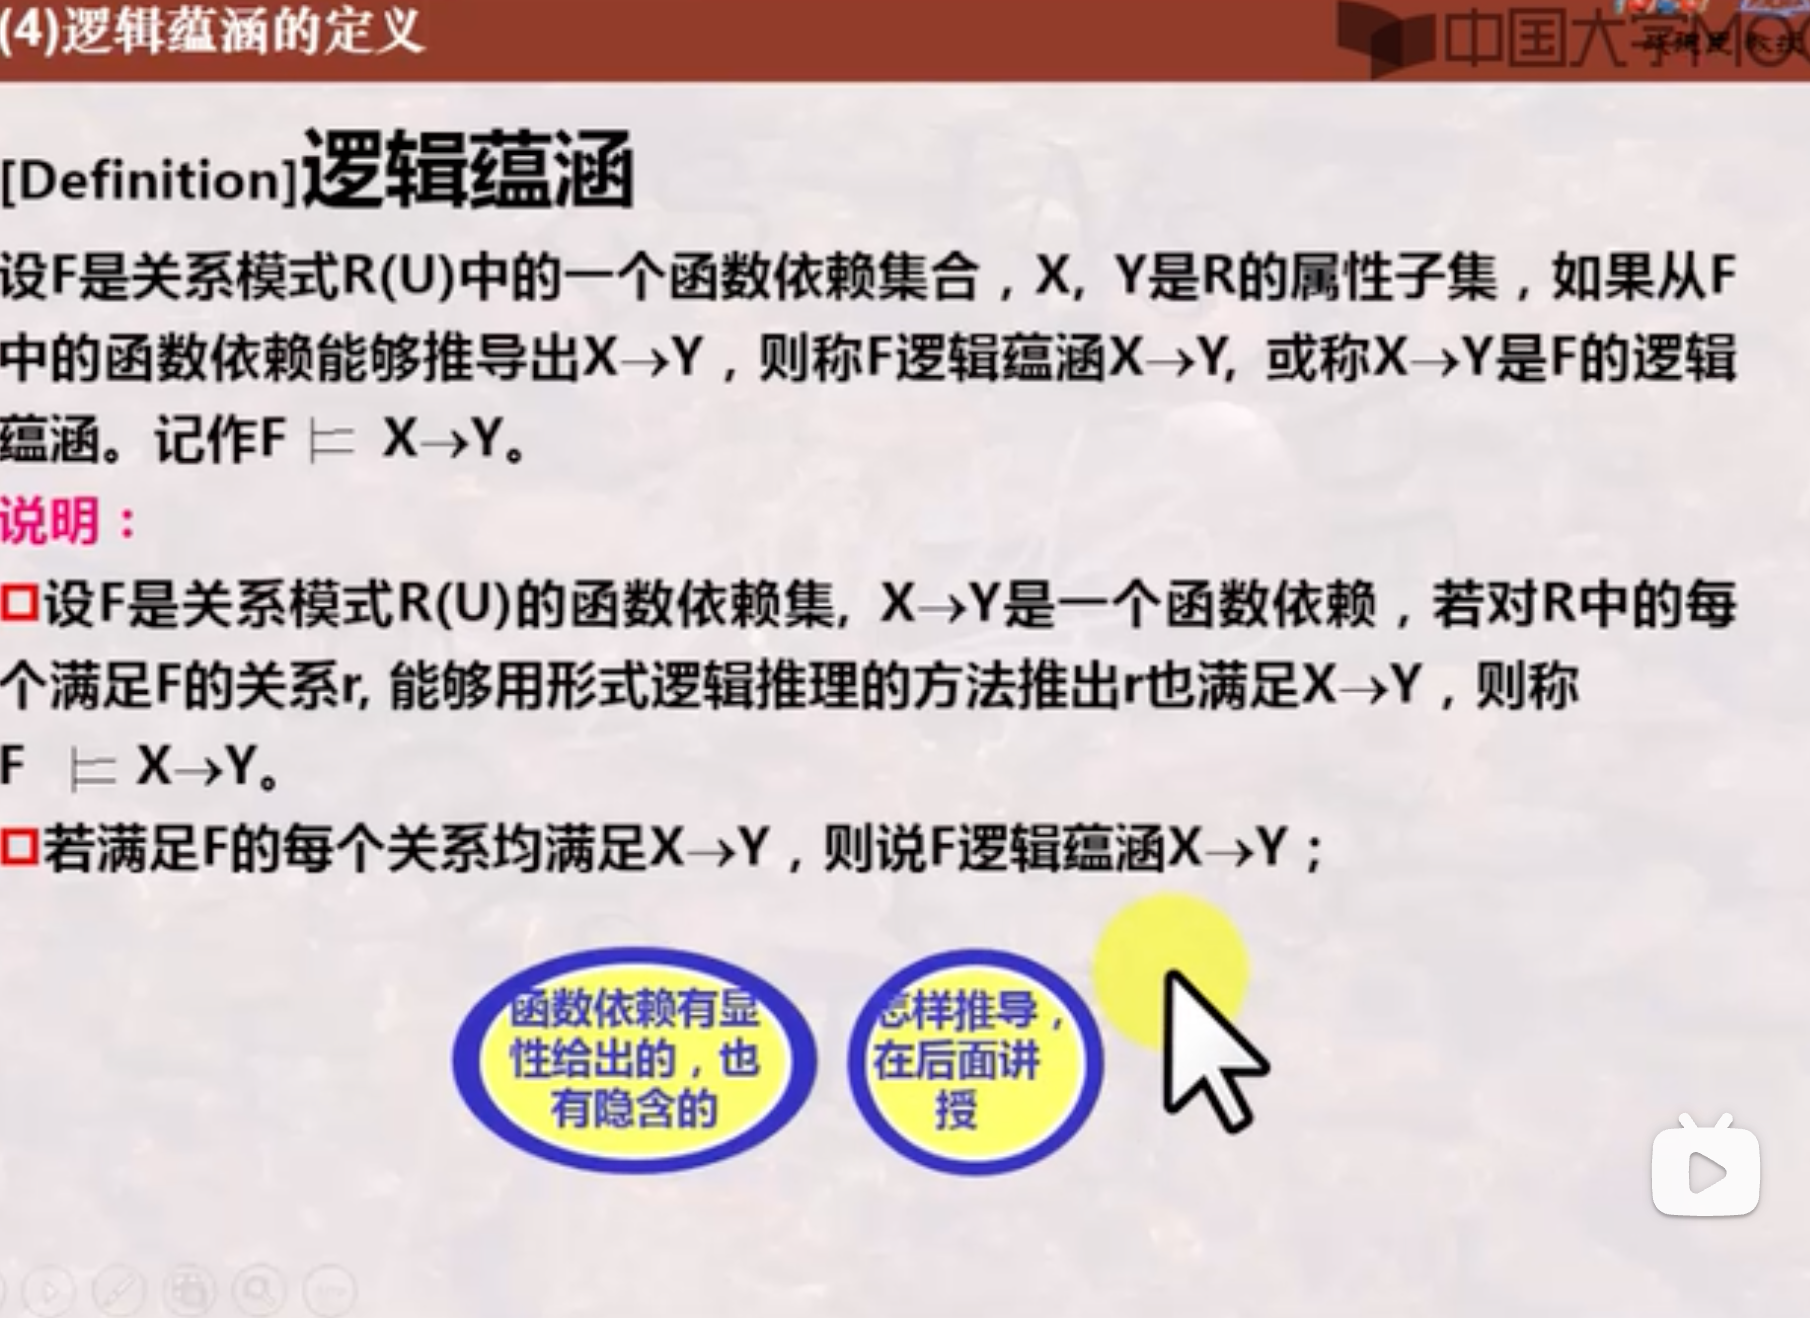 (4)逻辑蕴涵的定义
中国大学MOO
[Definition]逻辑蕴涵
设F是关系模式R(U)中的一个函数依赖集合，X, Y是R的属性子集，如果从F
中的函数依赖能够推导出X→Y，则称F逻辑蕴涵X→Y, 或称X→Y是F的逻辑
蕴涵。记作F ⊨ X→Y。
说明：
设F是关系模式R(U)的函数依赖集, X→Y是一个函数依赖，若对R中的每
个满足F的关系r, 能够用形式逻辑推理的方法推出r也满足X→Y，则称
F ⊨ X→Y。
若满足F的每个关系均满足X→Y，则说F逻辑蕴涵X→Y；
函数依赖有显
性给出的，也
有隐含的
怎样推导，
在后面讲
授